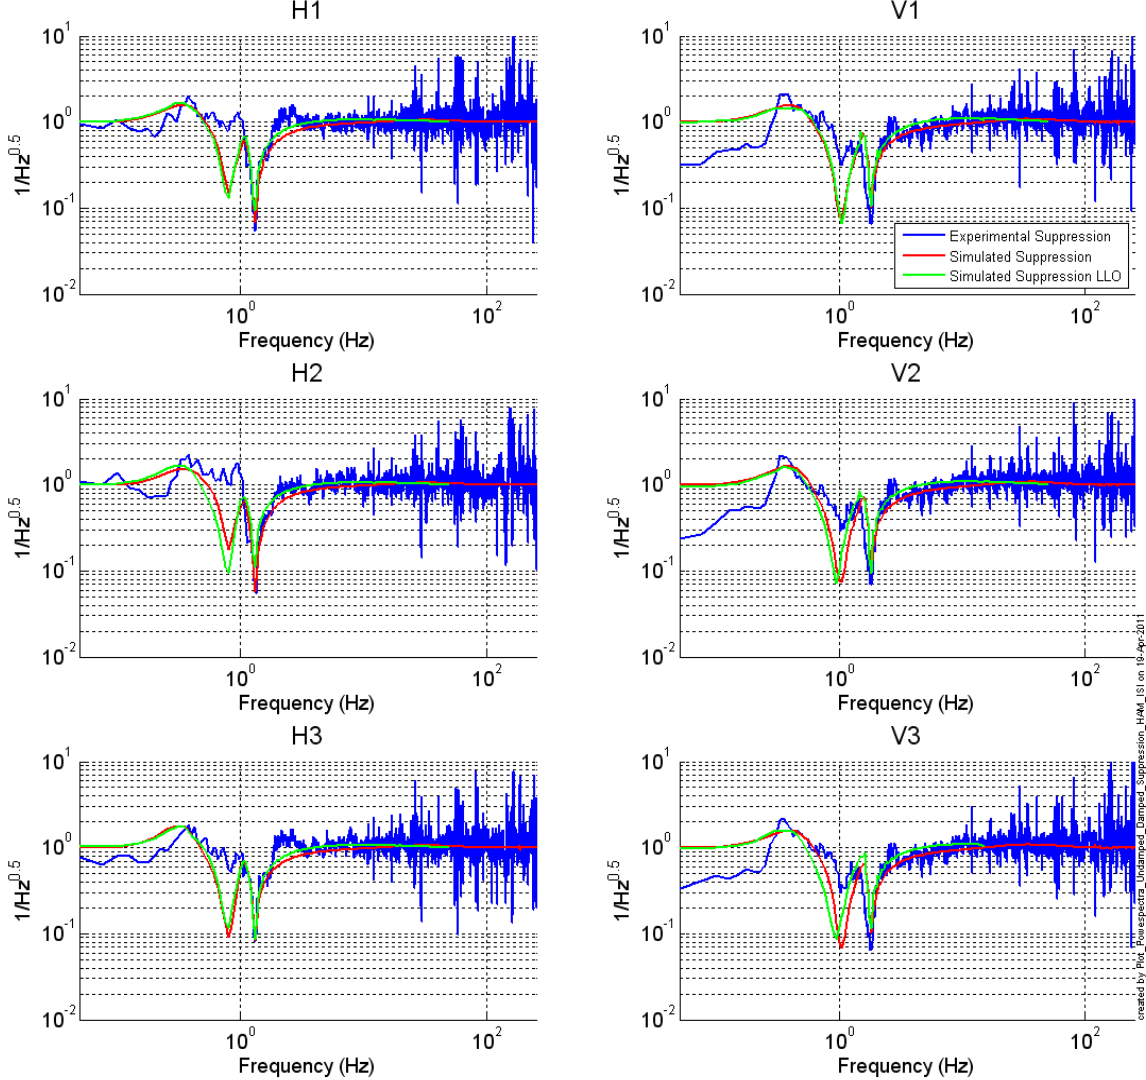 H1
V1
10^1
10^0
10^-1
10^-2
1/Hz^0.5
10^0
10^2
Frequency (Hz)
10^1
10^0
10^-1
10^-2
1/Hz^0.5
Experimental Suppression
Simulated Suppression
Simulated Suppression LLO
10^0
10^2
Frequency (Hz)
H2
V2
10^1
10^0
10^-1
10^-2
1/Hz^0.5
10^0
10^2
Frequency (Hz)
10^1
10^0
10^-1
10^-2
1/Hz^0.5
10^0
10^2
Frequency (Hz)
H3
V3
10^1
10^0
10^-1
10^-2
1/Hz^0.5
10^0
10^2
Frequency (Hz)
10^1
10^0
10^-1
10^-2
1/Hz^0.5
10^0
10^2
Frequency (Hz)
created by Plot_Powespectra_Undamped_Damped_Suppression_HAM_ISI on 19-Apr-2011